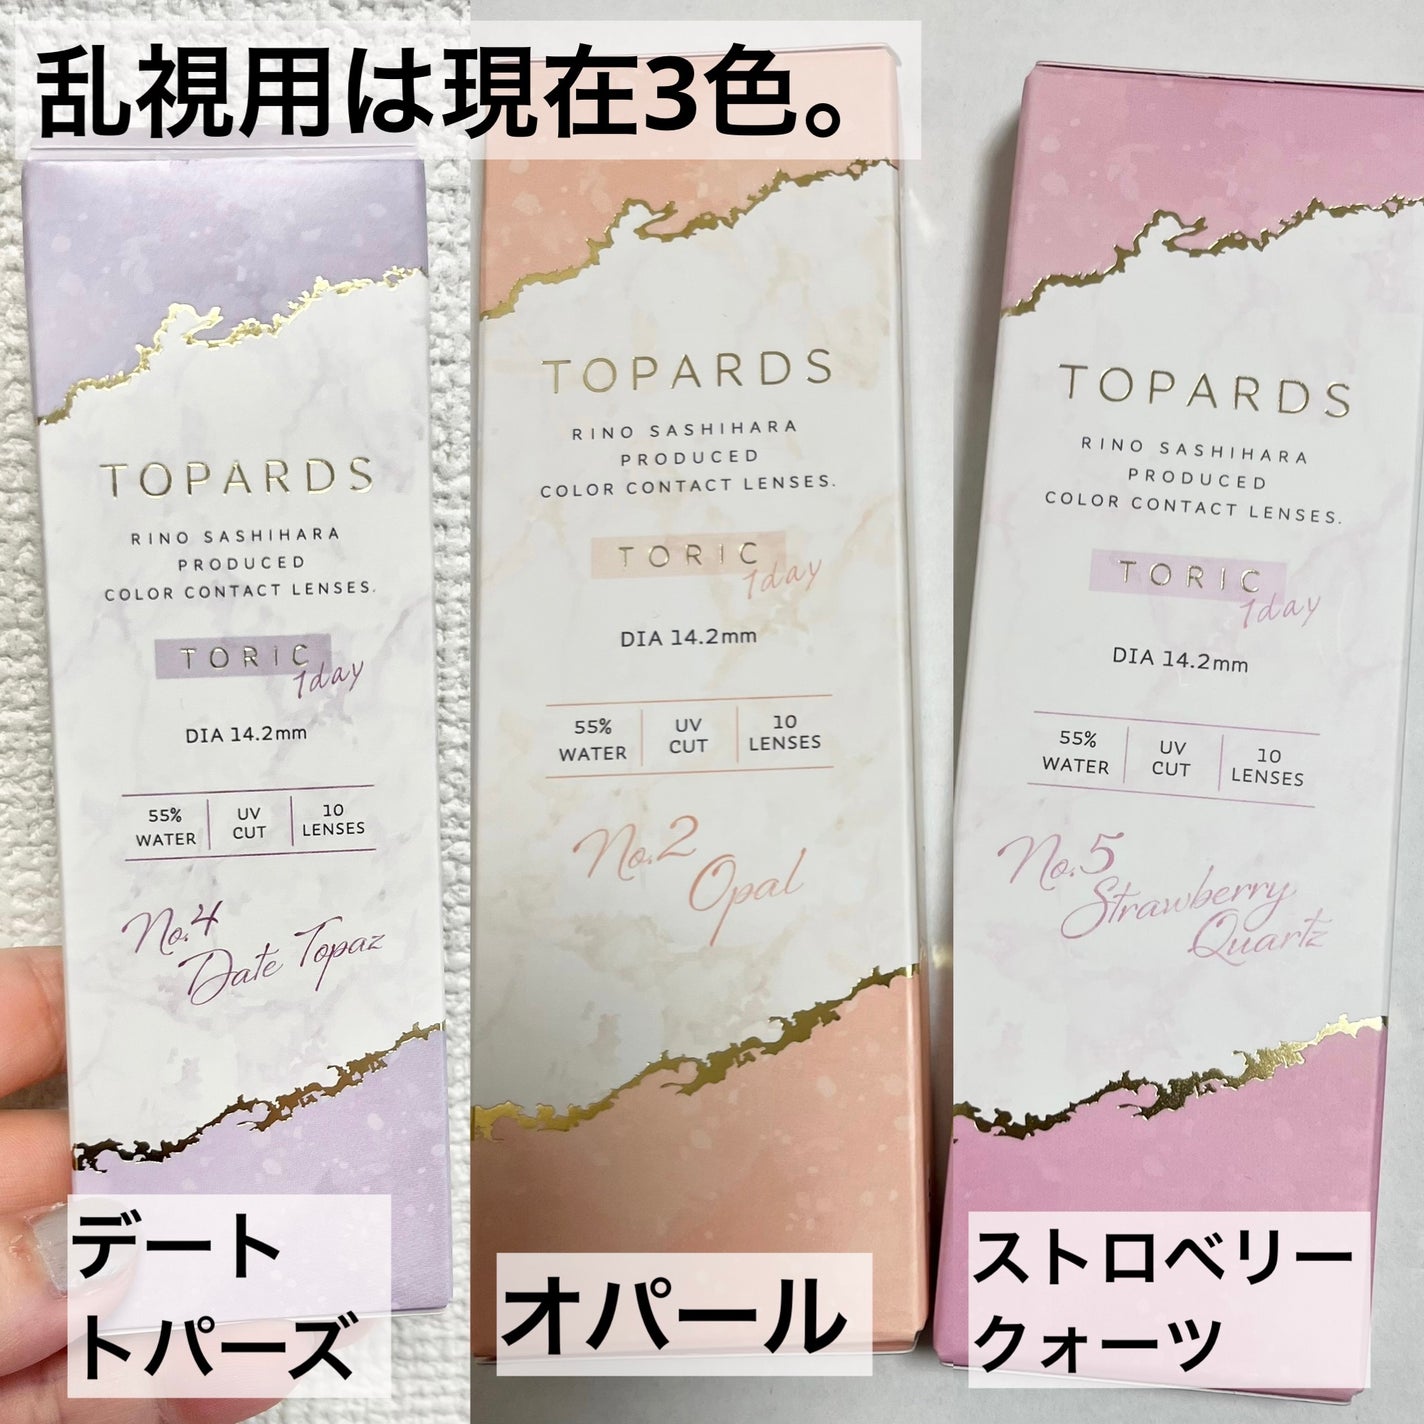 乱視用は現在3色。
TOPARDS
RINO SASHIHARA
PRODUCED
COLOR CONTACT LENSES.
TORIC
1day
DIA 14.2mm
55% WATER
UV CUT
10 LENSES
No.4
Date Topaz
デート
トパーズ
TOPARDS
RINO SASHIHARA
PRODUCED
COLOR CONTACT LENSES.
TORIC
1day
DIA 14.2mm
55% WATER
UV CUT
10 LENSES
No.2
Opal
オパール
TOPARDS
RINO SASHIHARA
PRODUCED
COLOR CONTACT LENSES.
TORIC
1day
DIA 14.2mm
55% WATER
UV CUT
10 LENSES
No.5
Strawberry
Quartz
ストロベリー
クォーツ